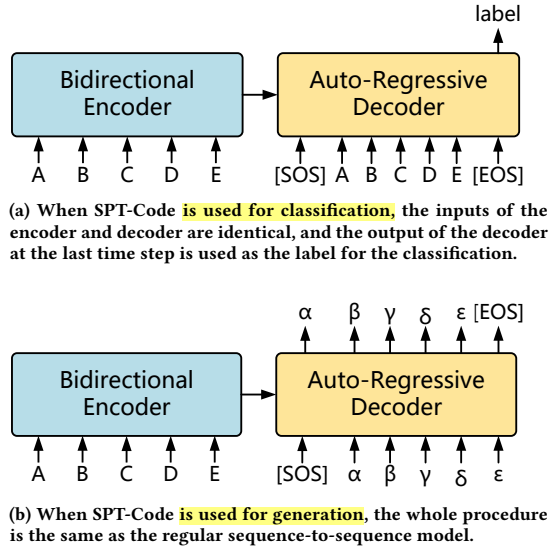 label
Bidirectional Auto-Regressive
Encoder Decoder
A B C D E [SOS] A B C D E [EOS]
(a) When SPT-Code is used for classification, the inputs of the
encoder and decoder are identical, and the output of the decoder
at the last time step is used as the label for the classification.
α β γ δ ε [EOS]
Bidirectional Auto-Regressive
Encoder Decoder
A B C D E [SOS] α β γ δ ε
(b) When SPT-Code is used for generation, the whole procedure
is the same as the regular sequence-to-sequence model.